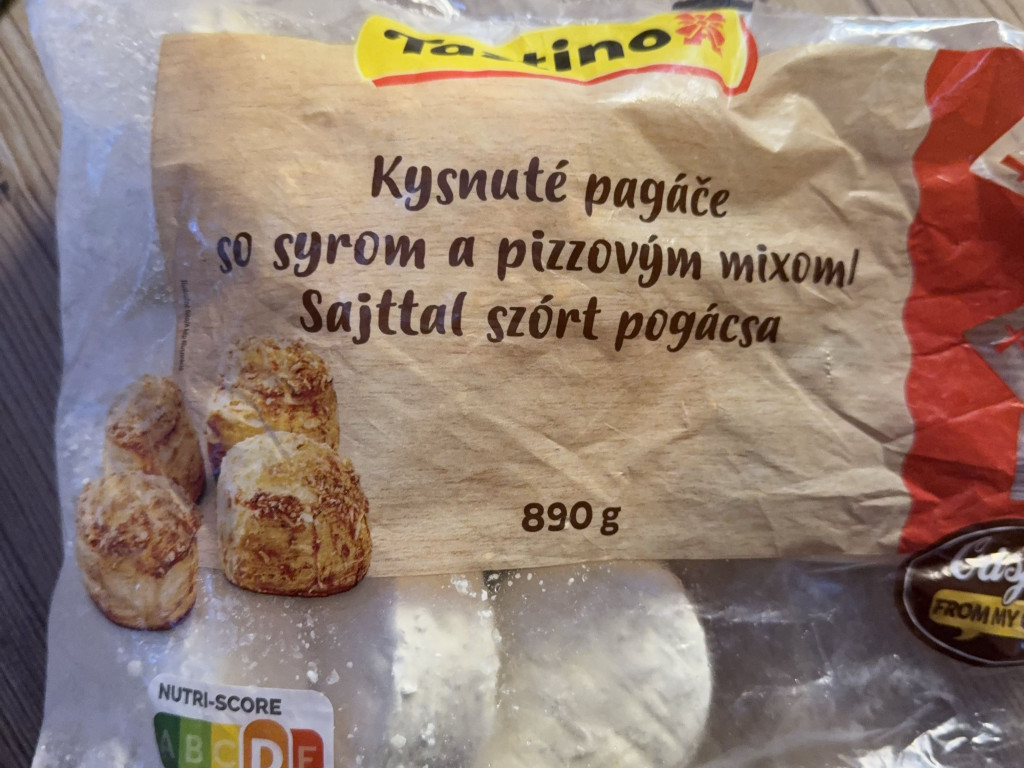 Tastino
Kysnuté pagáče
so syrom a pizzovým mixom/
Sajttal szórt pogácsa
890 g
NUTRI-SCORE
A B C D E
FROM MY